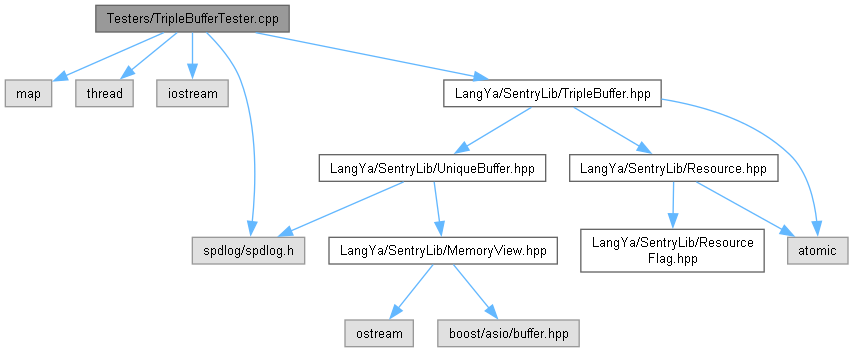 Testers/TripleBufferTester.cpp
map
thread
iostream
LangYa/SentryLib/TripleBuffer.hpp
LangYa/SentryLib/UniqueBuffer.hpp
LangYa/SentryLib/Resource.hpp
spdlog/spdlog.h
LangYa/SentryLib/MemoryView.hpp
LangYa/SentryLib/Resource
Flag.hpp
atomic
ostream
boost/asio/buffer.hpp